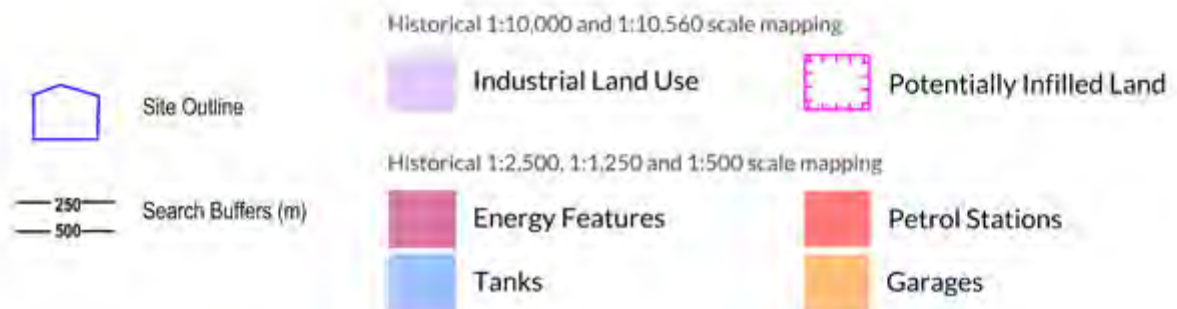 Historical 1:10,000 and 1:10,560 scale mapping
Industrial Land Use
Potentially Infilled Land
Site Outline
Historical 1:2,500, 1:1,250 and 1:500 scale mapping
250
500
Search Buffers (m)
Energy Features
Petrol Stations
Tanks
Garages